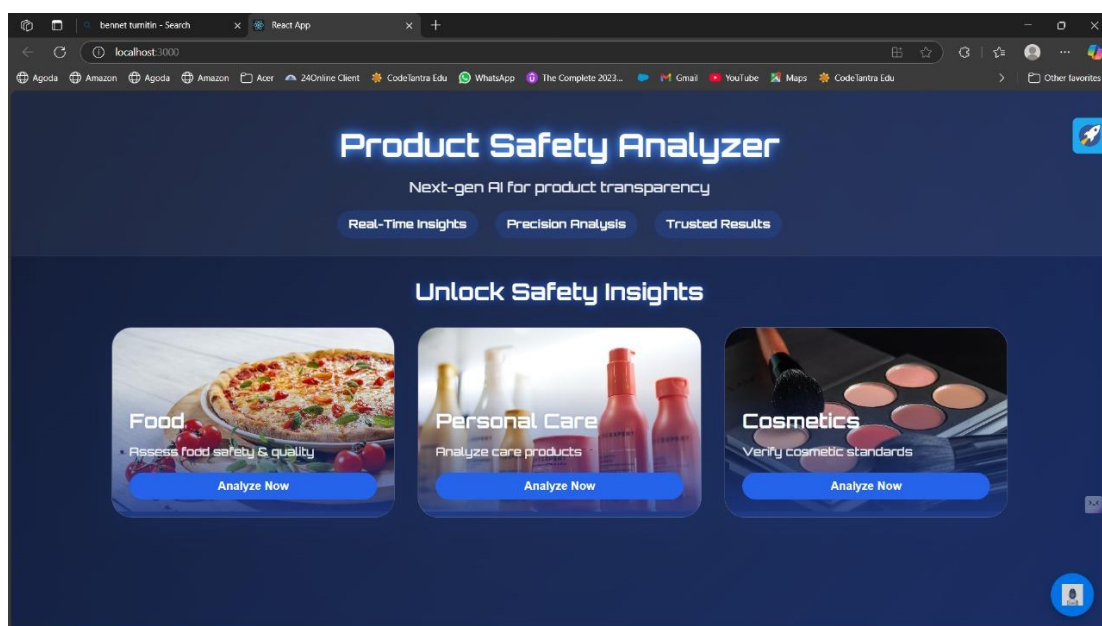 bennet turnitin - Search
React App
localhost:3000
Agoda Amazon Agoda Amazon Acer 24Online Client CodeTantra Edu WhatsApp The Complete 2023... Gmail YouTube Maps CodeTantra Edu Other favorites
Product Safety Analyzer
Next-gen AI for product transparency
Real-Time Insights Precision Analysis Trusted Results
Unlock Safety Insights
Food
Assess food safety & quality
Analyze Now
Personal Care
Analyze care products
Analyze Now
Cosmetics
Verify cosmetic standards
Analyze Now